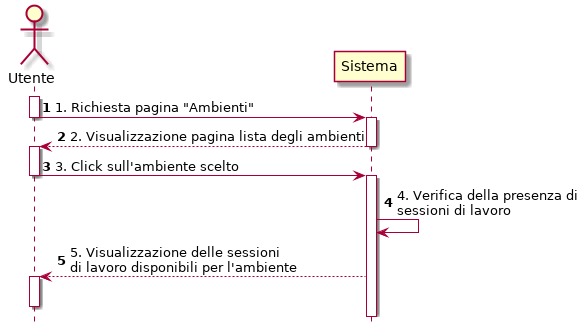 Utente
Sistema
1 1. Richiesta pagina "Ambienti"
2 2. Visualizzazione pagina lista degli ambienti
3 3. Click sull'ambiente scelto
4 4. Verifica della presenza di
sessioni di lavoro
5 5. Visualizzazione delle sessioni
di lavoro disponibili per l'ambiente